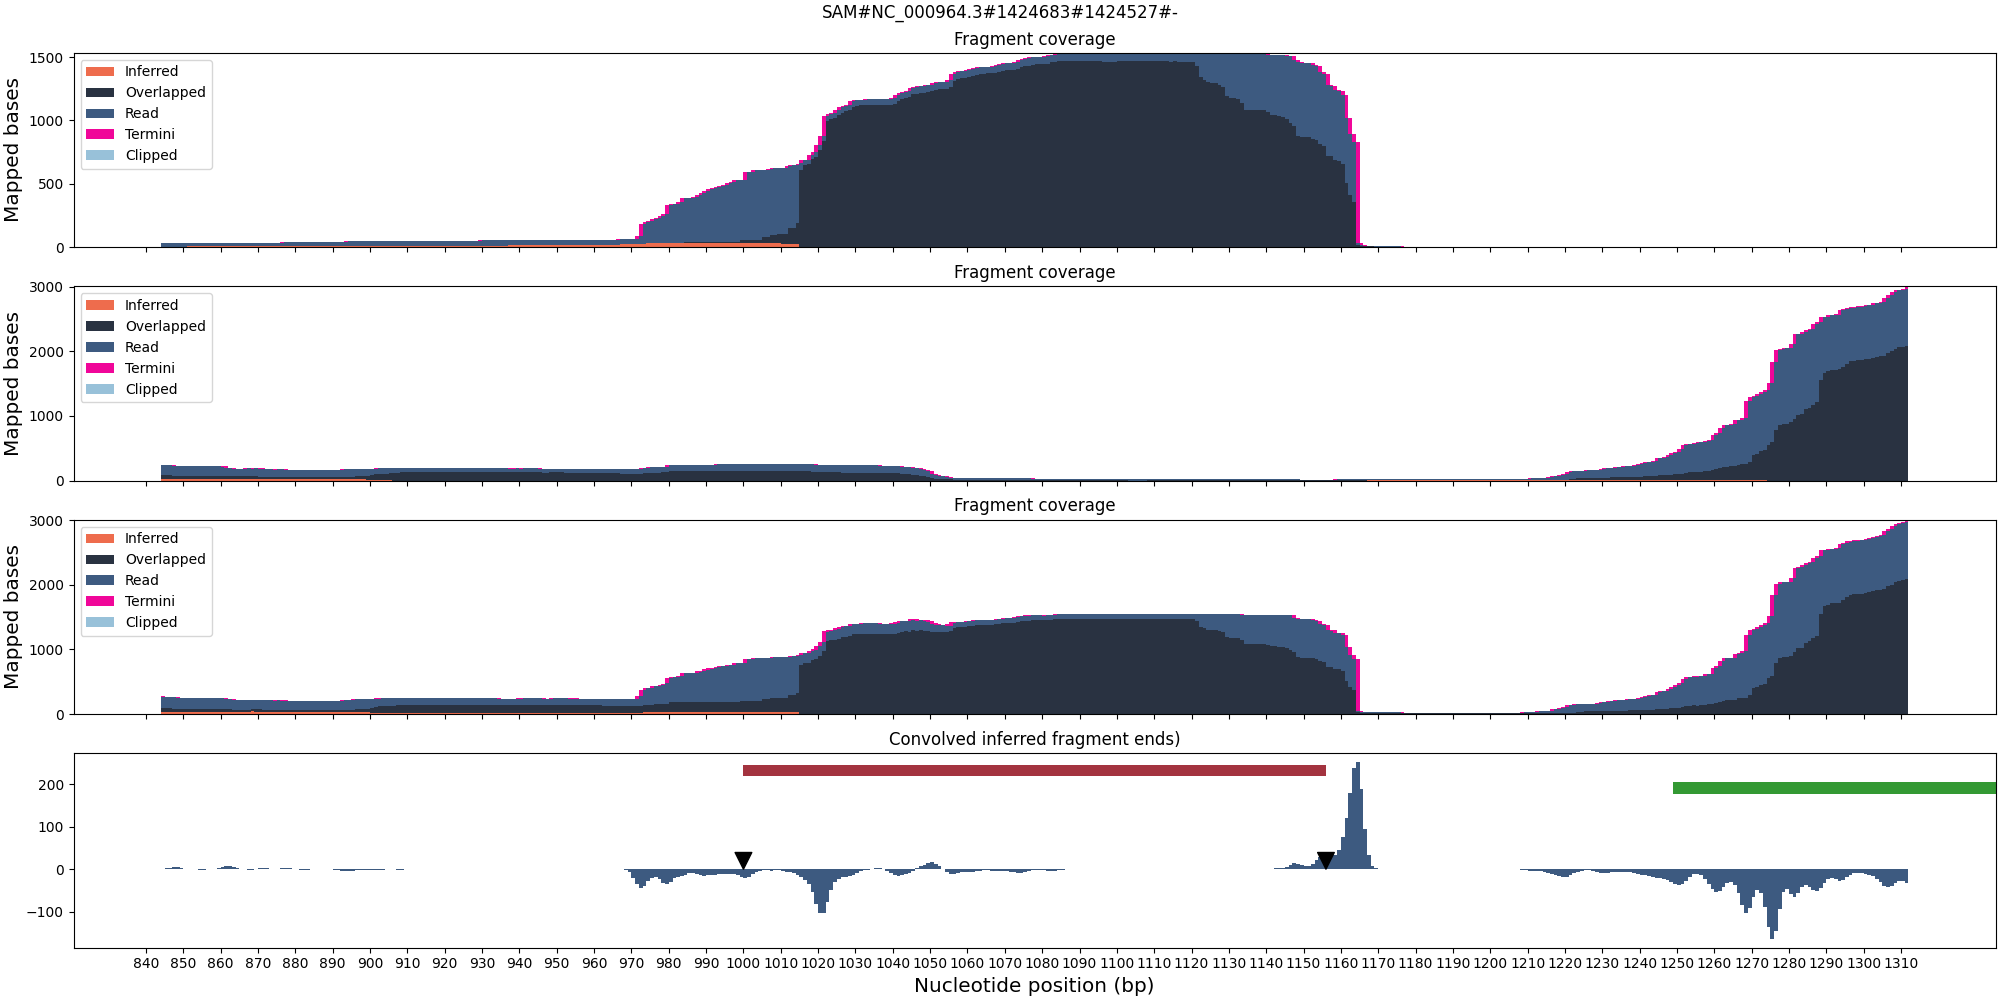 SAM#NC_000964.3#1424683#1424527#-
Fragment coverage
Mapped bases
1500
1000
500
0
Inferred
Overlapped
Read
Termini
Clipped
Fragment coverage
Mapped bases
3000
2000
1000
0
Inferred
Overlapped
Read
Termini
Clipped
Fragment coverage
Mapped bases
3000
2000
1000
0
Inferred
Overlapped
Read
Termini
Clipped
Convolved inferred fragment ends)
200
100
0
−100
840 850 860 870 880 890 900 910 920 930 940 950 960 970 980 990 1000 1010 1020 1030 1040 1050 1060 1070 1080 1090 1100 1110 1120 1130 1140 1150 1160 1170 1180 1190 1200 1210 1220 1230 1240 1250 1260 1270 1280 1290 1300 1310
Nucleotide position (bp)